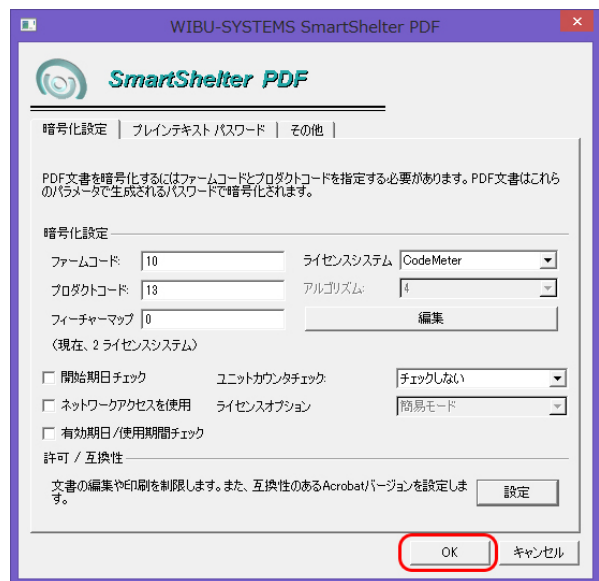 WIBU-SYSTEMS SmartShelter PDF
SmartShelter PDF
暗号化設定 プレインテキスト パスワード その他
PDF文書を暗号化するにはファームコードとプロダクトコードを指定する必要があります。PDF文書はこれら
のパラメータで生成されるパスワードで暗号化されます。
暗号化設定
ファームコード: 10 ライセンスシステム CodeMeter
プロダクトコード: 13 アルゴリズム: 4
フィーチャーマップ 0 編集
(現在、2 ライセンスシステム)
開始期日チェック ユニットカウンタチェック: チェックしない
ネットワークアクセスを使用 ライセンスオプション 簡易モード
有効期日/使用期間チェック
許可 / 互換性
文書の編集や印刷を制限します。また、互換性のあるAcrobatバージョンを設定しま
す。
設定
OK キャンセル